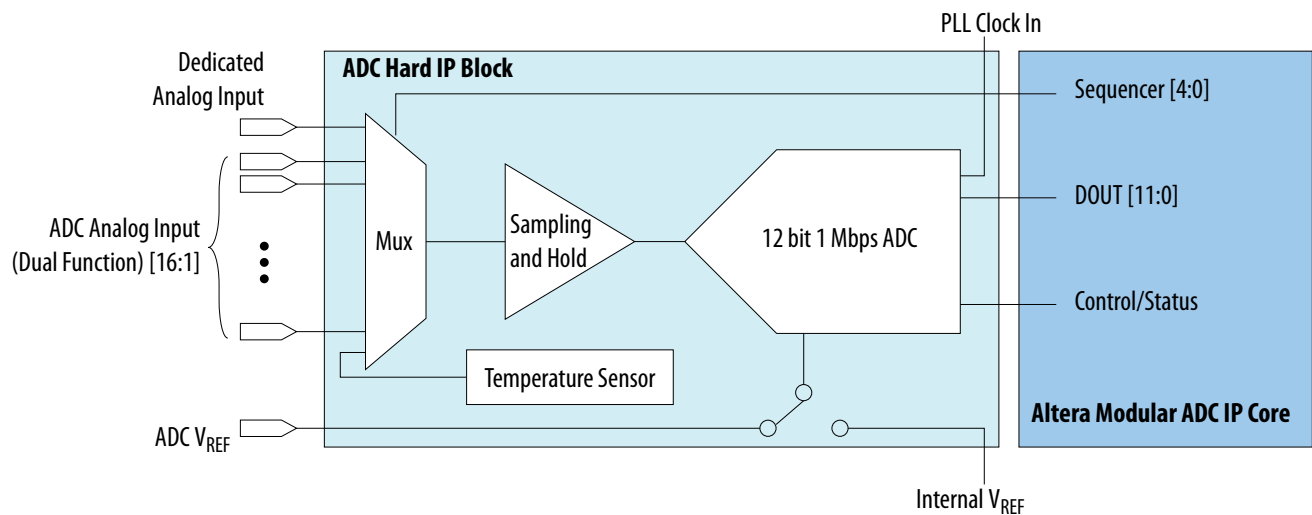 PLL Clock In
Dedicated
Analog Input
ADC Hard IP Block
Sequencer [4:0]
ADC Analog Input
(Dual Function) [16:1]
Mux
Sampling
and Hold
12 bit 1 Mbps ADC
DOUT [11:0]
Control/Status
Temperature Sensor
ADC VREF
Altera Modular ADC IP Core
Internal VREF